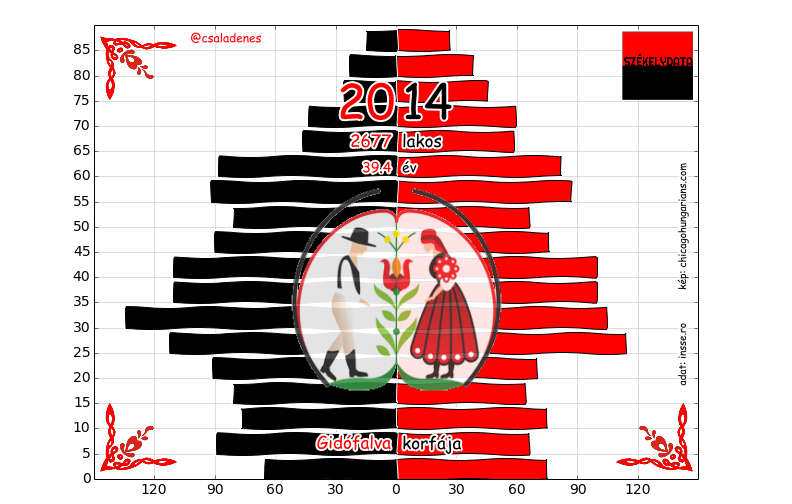 @csaladenes
SZÉKELYDATA
2014
2677 lakos
39.4 év
kép: chicagohungarians.com
adat: insse.ro
Gidófalva korfája
85
80
75
70
65
60
55
50
45
40
35
30
25
20
15
10
5
0
120 90 60 30 0 30 60 90 120